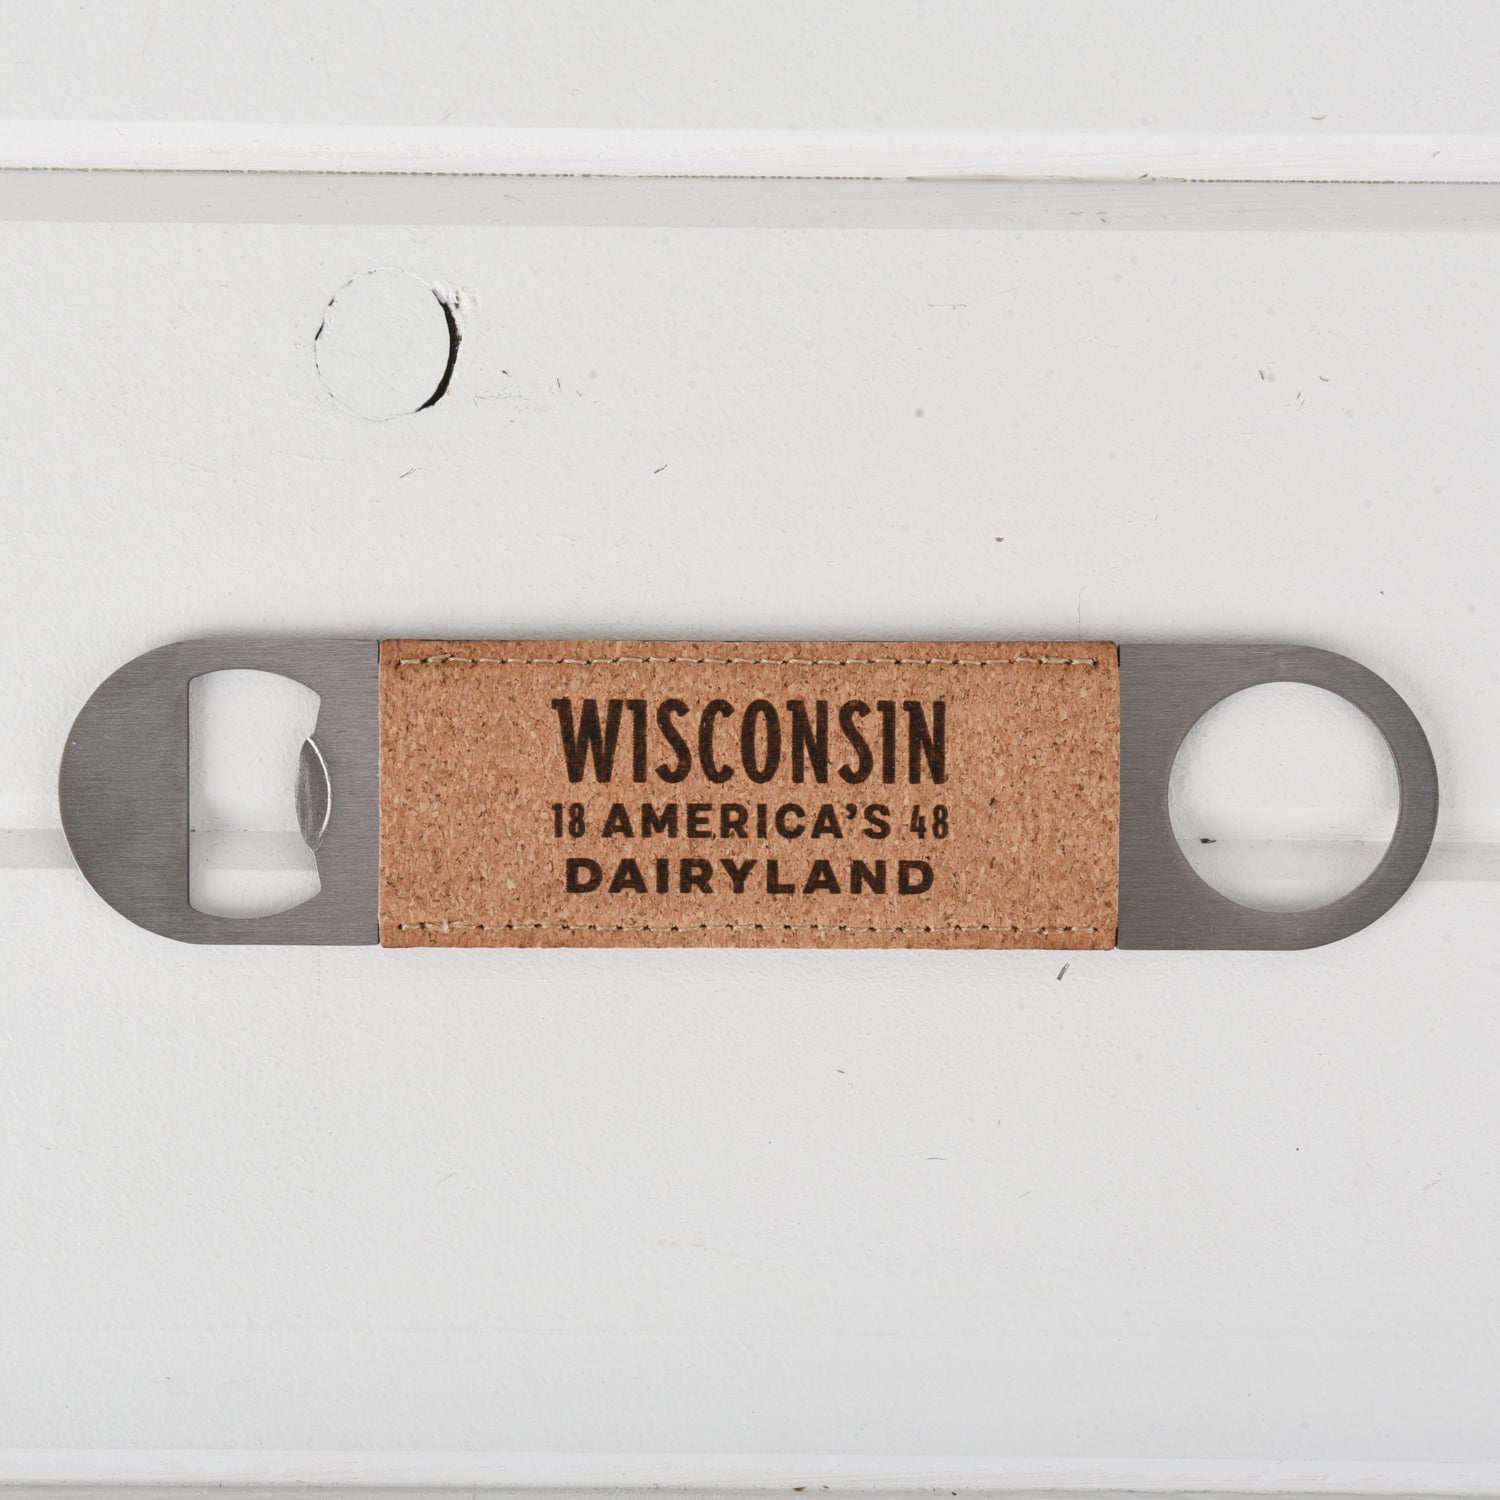 WISCONSIN
18 AMERICA'S 48
DAIRYLAND